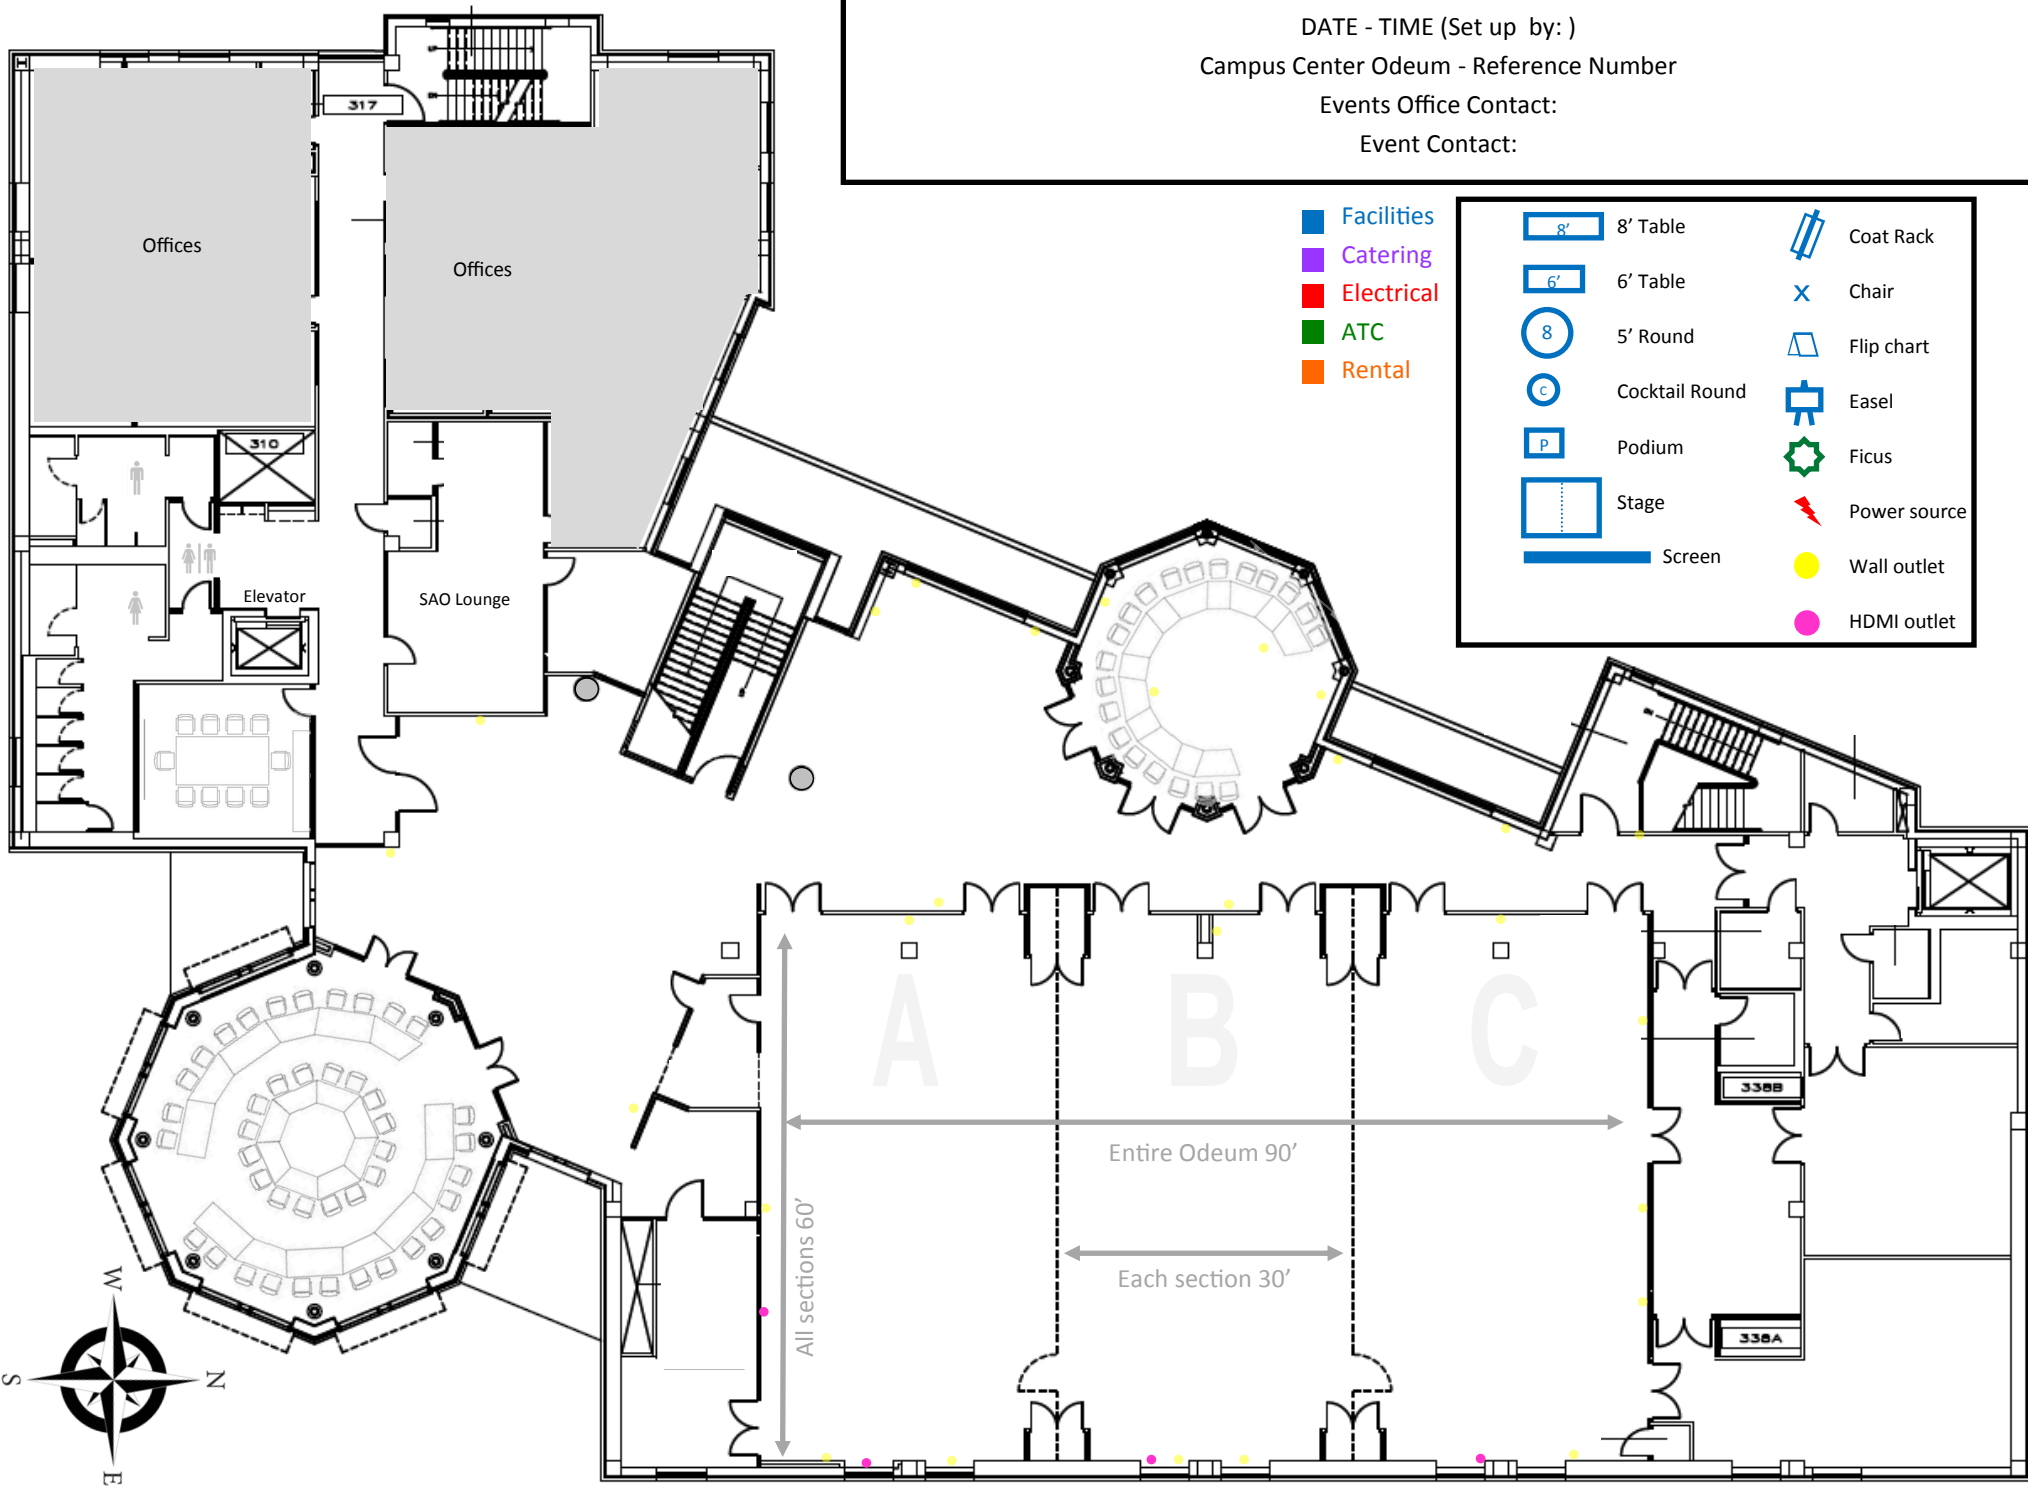 DATE - TIME (Set up  by: )
Campus Center Odeum - Reference Number
Events Office Contact:
Event Contact:
Facilities
Catering
Electrical
ATC
Rental
8’ 8’ Table
6’ 6’ Table
8 5’ Round
C Cocktail Round
P Podium
Stage
Screen
Coat Rack
X Chair
Flip chart
Easel
Ficus
Power source
Wall outlet
HDMI outlet
317
UP
DN
Offices
Offices
310
Elevator
SAO Lounge
A B C
338B
Entire Odeum 90’
All sections 60’
Each section 30’
338A
W
S N
E